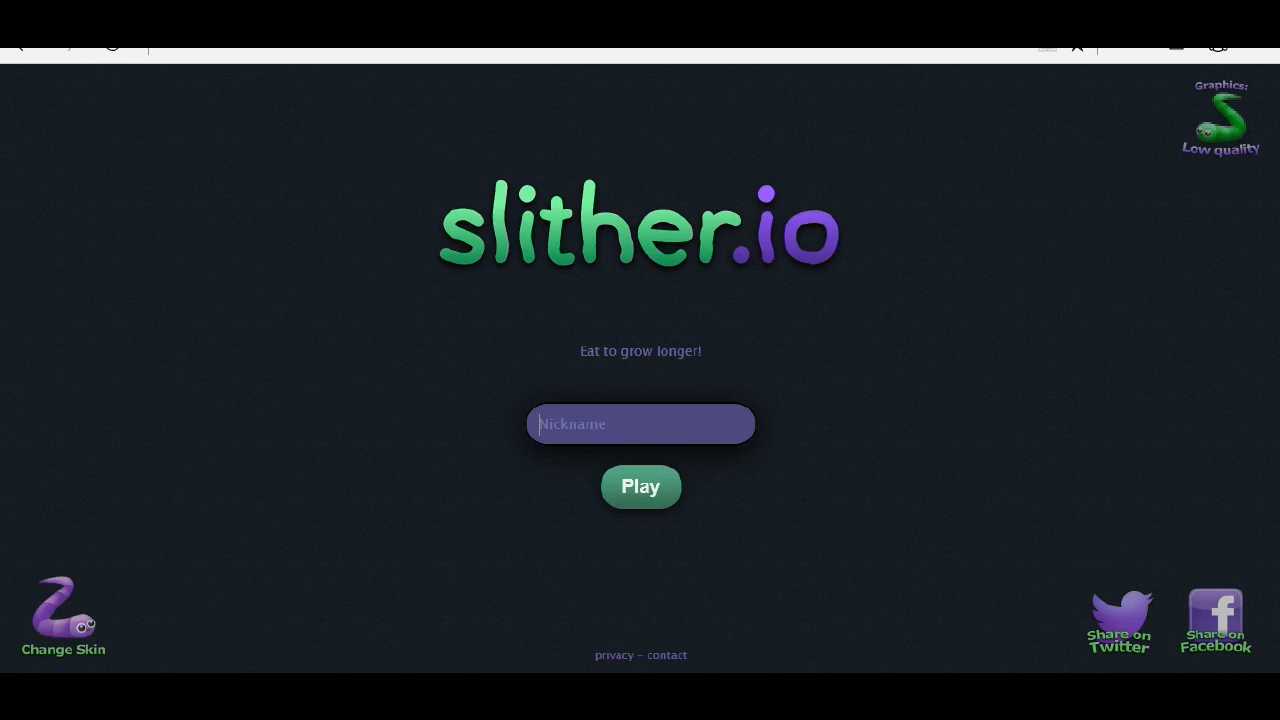 Graphics:
Low quality
slither.io
Eat to grow longer!
Nickname
Play
Change Skin
privacy - contact
Share on
Twitter
Share on
Facebook